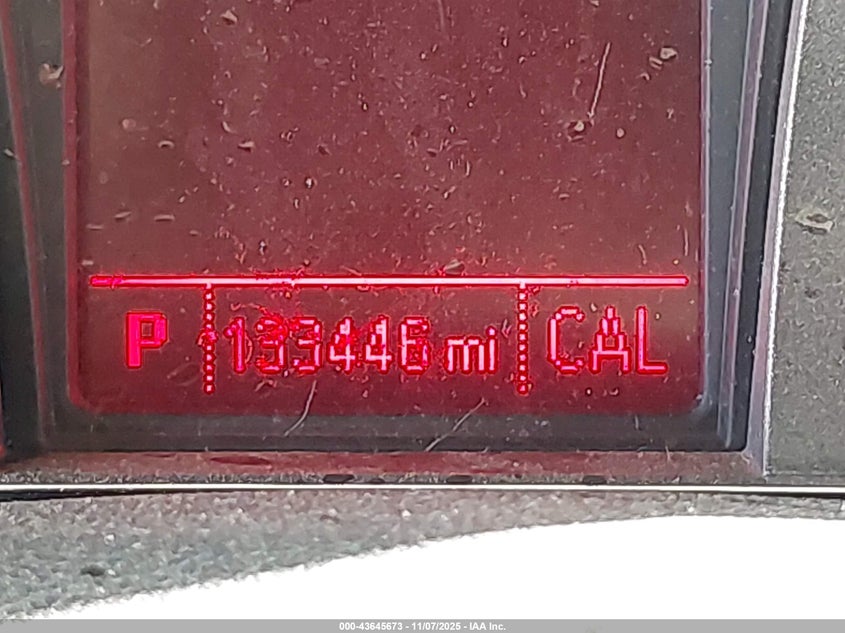 P 133446 mi CAL
000-43645673 - 11/07/2025 - IAA Inc.